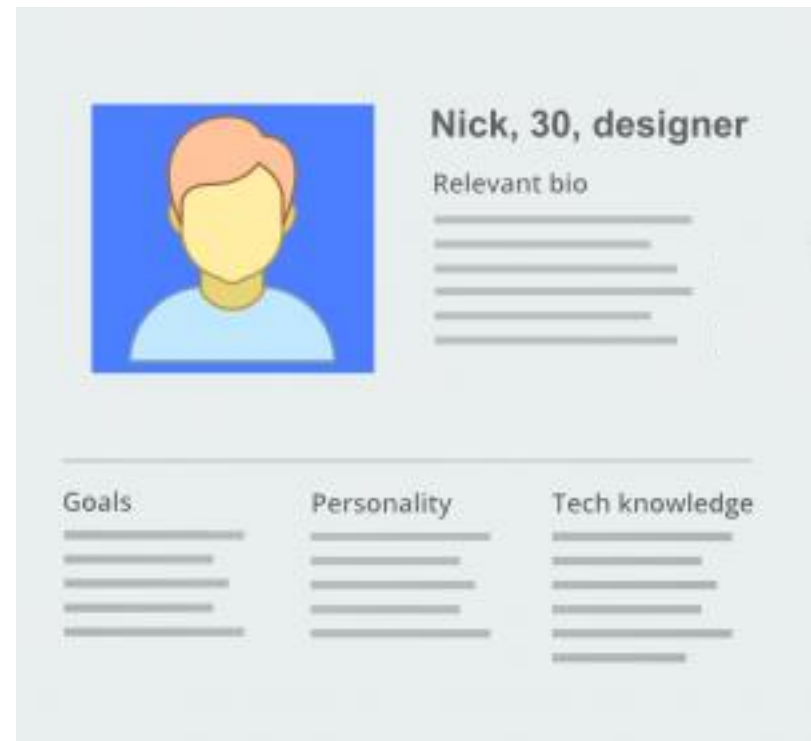 Nick, 30, designer
Relevant bio
Goals
Personality
Tech knowledge